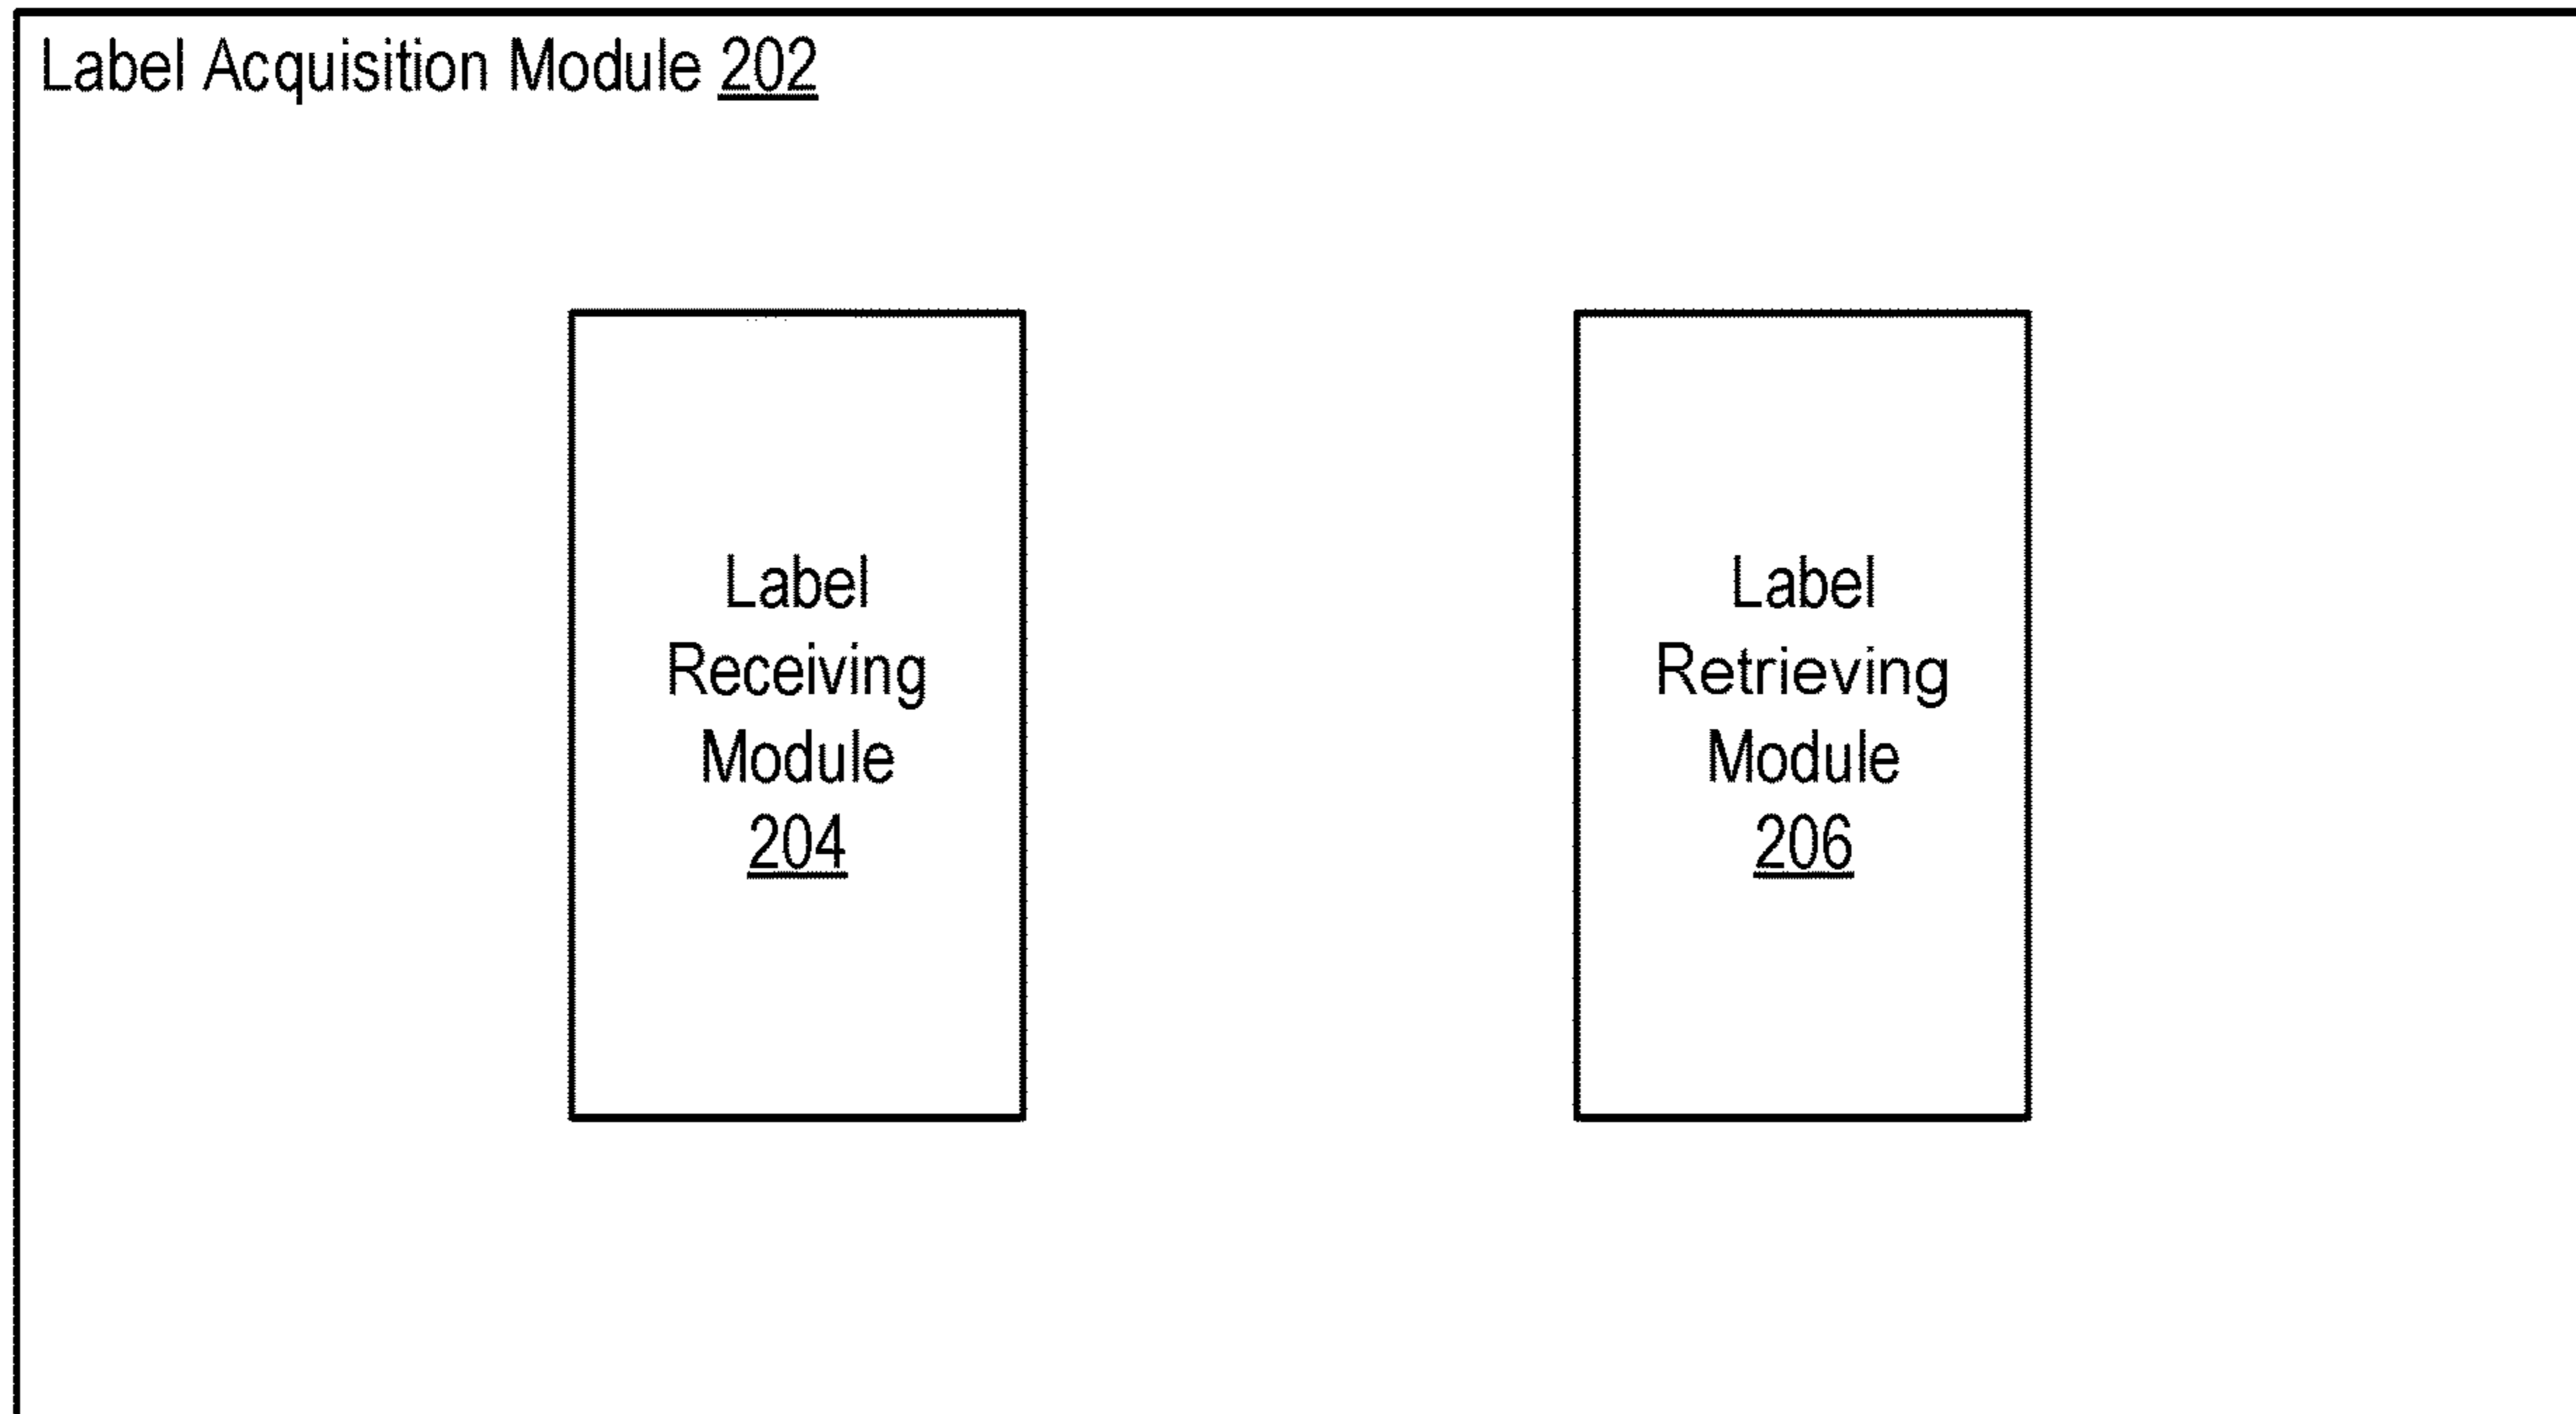 Label Acquisition Module 202
Label
Receiving
Module
204
Label
Retrieving
Module
206